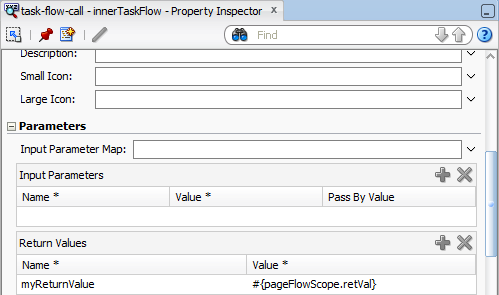 task-flow-call - innerTaskFlow - Property Inspector x
Find
Description:
Small Icon:
Large Icon:
Parameters
Input Parameter Map:
Input Parameters
Name * Value * Pass By Value
Return Values
Name * Value *
myReturnValue #{pageFlowScope.retVal}